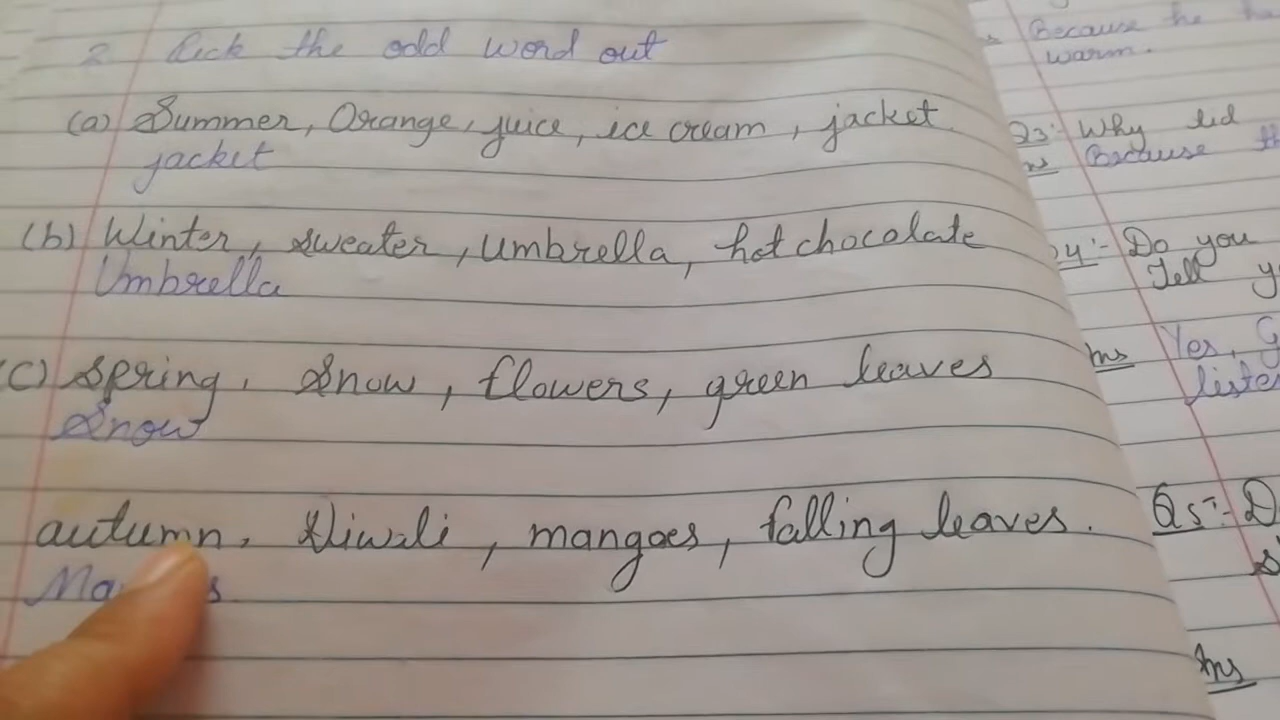 2 Pick the odd word out
(a) Summer, Orange, juice, ice cream, jacket
jacket
(b) Winter, sweater, umbrella, hot chocolate
Umbrella
(C) Spring, Snow, flowers, green leaves
Snow
autumn, Diwali, mangoes, falling leaves.
Because the
warm.
Q3:- Why
Because
:- Do you
Tell
Ans Yes,
Q5:-
Ans